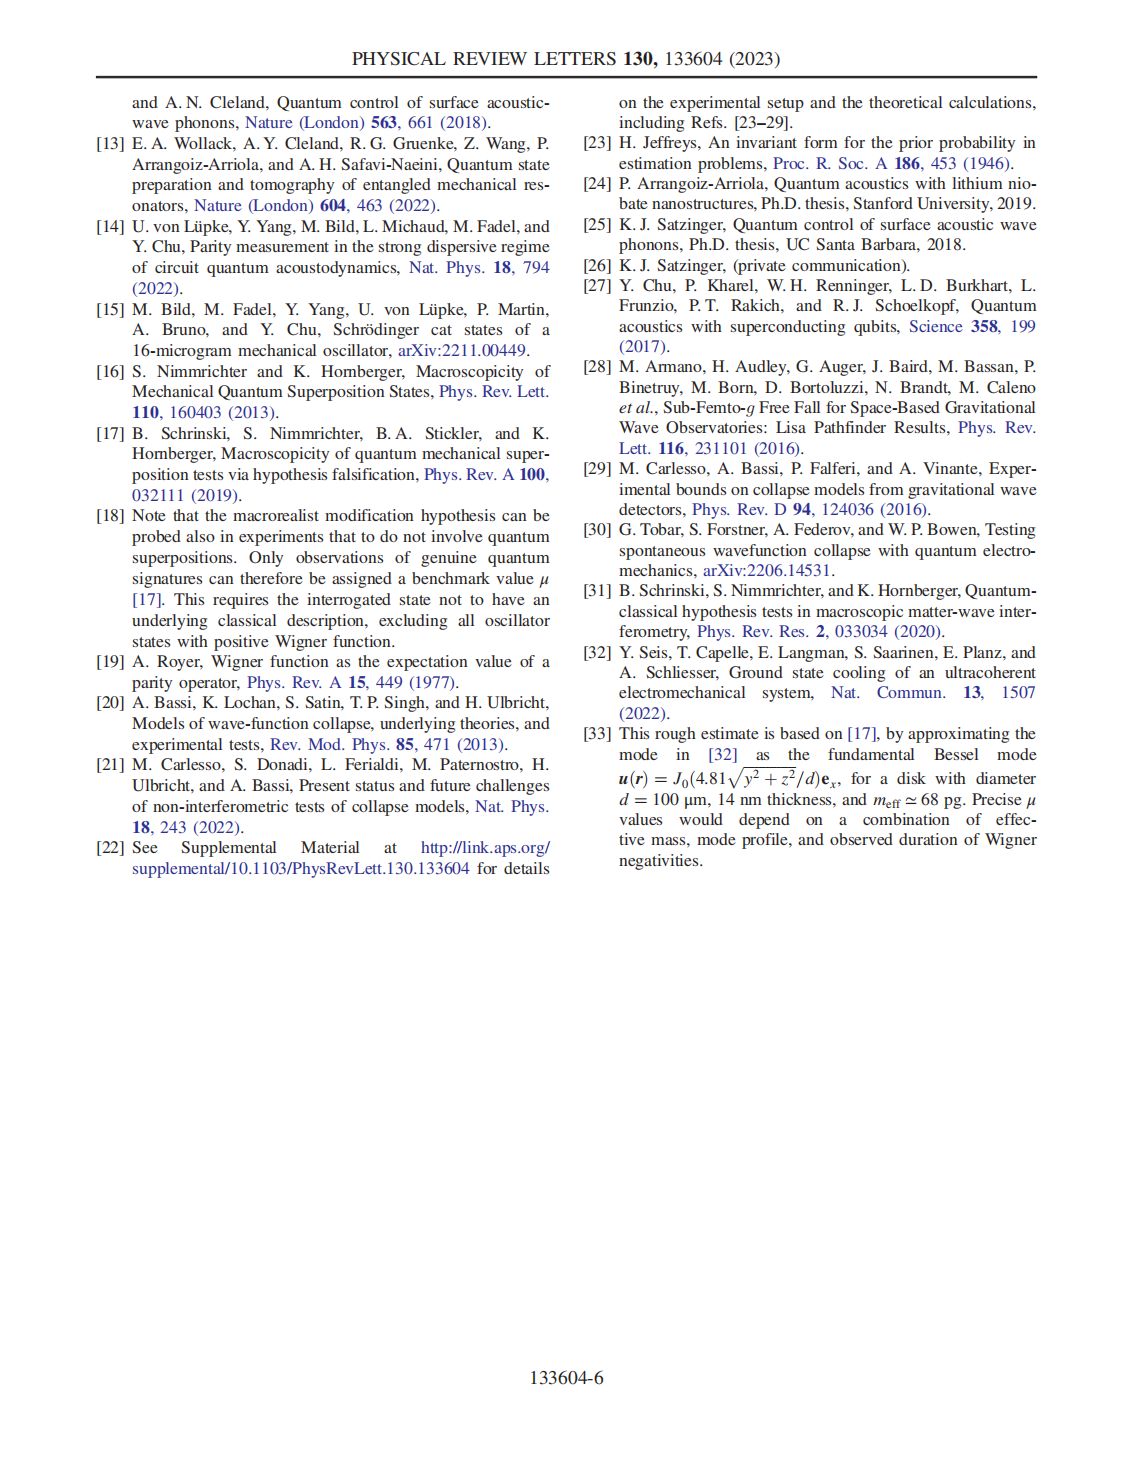 PHYSICAL REVIEW LETTERS 130, 133604 (2023)
and A. N. Cleland, Quantum control of surface acoustic-
wave phonons, Nature (London) 563, 661 (2018).
[13] E. A. Wollack, A. Y. Cleland, R. G. Gruenke, Z. Wang, P.
Arrangoiz-Arriola, and A. H. Safavi-Naeini, Quantum state
preparation and tomography of entangled mechanical res-
onators, Nature (London) 604, 463 (2022).
[14] U. von Lüpke, Y. Yang, M. Bild, L. Michaud, M. Fadel, and
Y. Chu, Parity measurement in the strong dispersive regime
of circuit quantum acoustodynamics, Nat. Phys. 18, 794
(2022).
[15] M. Bild, M. Fadel, Y. Yang, U. von Lüpke, P. Martin,
A. Bruno, and Y. Chu, Schrödinger cat states of a
16-microgram mechanical oscillator, arXiv:2211.00449.
[16] S. Nimmrichter and K. Hornberger, Macroscopicity of
Mechanical Quantum Superposition States, Phys. Rev. Lett.
110, 160403 (2013).
[17] B. Schrinski, S. Nimmrichter, B. A. Stickler, and K.
Hornberger, Macroscopicity of quantum mechanical super-
position tests via hypothesis falsification, Phys. Rev. A 100,
032111 (2019).
[18] Note that the macrorealist modification hypothesis can be
probed also in experiments that to do not involve quantum
superpositions. Only observations of genuine quantum
signatures can therefore be assigned a benchmark value μ
[17]. This requires the interrogated state not to have an
underlying classical description, excluding all oscillator
states with positive Wigner function.
[19] A. Royer, Wigner function as the expectation value of a
parity operator, Phys. Rev. A 15, 449 (1977).
[20] A. Bassi, K. Lochan, S. Satin, T. P. Singh, and H. Ulbricht,
Models of wave-function collapse, underlying theories, and
experimental tests, Rev. Mod. Phys. 85, 471 (2013).
[21] M. Carlesso, S. Donadi, L. Ferialdi, M. Paternostro, H.
Ulbricht, and A. Bassi, Present status and future challenges
of non-interferometric tests of collapse models, Nat. Phys.
18, 243 (2022).
[22] See Supplemental Material at http://link.aps.org/
supplemental/10.1103/PhysRevLett.130.133604 for details
on the experimental setup and the theoretical calculations,
including Refs. [23–29].
[23] H. Jeffreys, An invariant form for the prior probability in
estimation problems, Proc. R. Soc. A 186, 453 (1946).
[24] P. Arrangoiz-Arriola, Quantum acoustics with lithium nio-
bate nanostructures, Ph.D. thesis, Stanford University, 2019.
[25] K. J. Satzinger, Quantum control of surface acoustic wave
phonons, Ph.D. thesis, UC Santa Barbara, 2018.
[26] K. J. Satzinger, (private communication).
[27] Y. Chu, P. Kharel, W. H. Renninger, L. D. Burkhart, L.
Frunzio, P. T. Rakich, and R. J. Schoelkopf, Quantum
acoustics with superconducting qubits, Science 358, 199
(2017).
[28] M. Armano, H. Audley, G. Auger, J. Baird, M. Bassan, P.
Binetruy, M. Born, D. Bortoluzzi, N. Brandt, M. Caleno
et al., Sub-Femto-g Free Fall for Space-Based Gravitational
Wave Observatories: Lisa Pathfinder Results, Phys. Rev.
Lett. 116, 231101 (2016).
[29] M. Carlesso, A. Bassi, P. Falferi, and A. Vinante, Exper-
imental bounds on collapse models from gravitational wave
detectors, Phys. Rev. D 94, 124036 (2016).
[30] G. Tobar, S. Forstner, A. Federov, and W. P. Bowen, Testing
spontaneous wavefunction collapse with quantum electro-
mechanics, arXiv:2206.14531.
[31] B. Schrinski, S. Nimmrichter, and K. Hornberger, Quantum-
classical hypothesis tests in macroscopic matter-wave inter-
ferometry, Phys. Rev. Res. 2, 033034 (2020).
[32] Y. Seis, T. Capelle, E. Langman, S. Saarinen, E. Planz, and
A. Schliesser, Ground state cooling of an ultracoherent
electromechanical system, Nat. Commun. 13, 1507
(2022).
[33] This rough estimate is based on [17], by approximating the
mode in [32] as the fundamental Bessel mode
u(r) = J₀(4.81√(y² + z²)/d)eₓ, for a disk with diameter
d = 100 μm, 14 nm thickness, and m_eff ≃ 68 pg. Precise μ
values would depend on a combination of effec-
tive mass, mode profile, and observed duration of Wigner
negativities.
133604-6